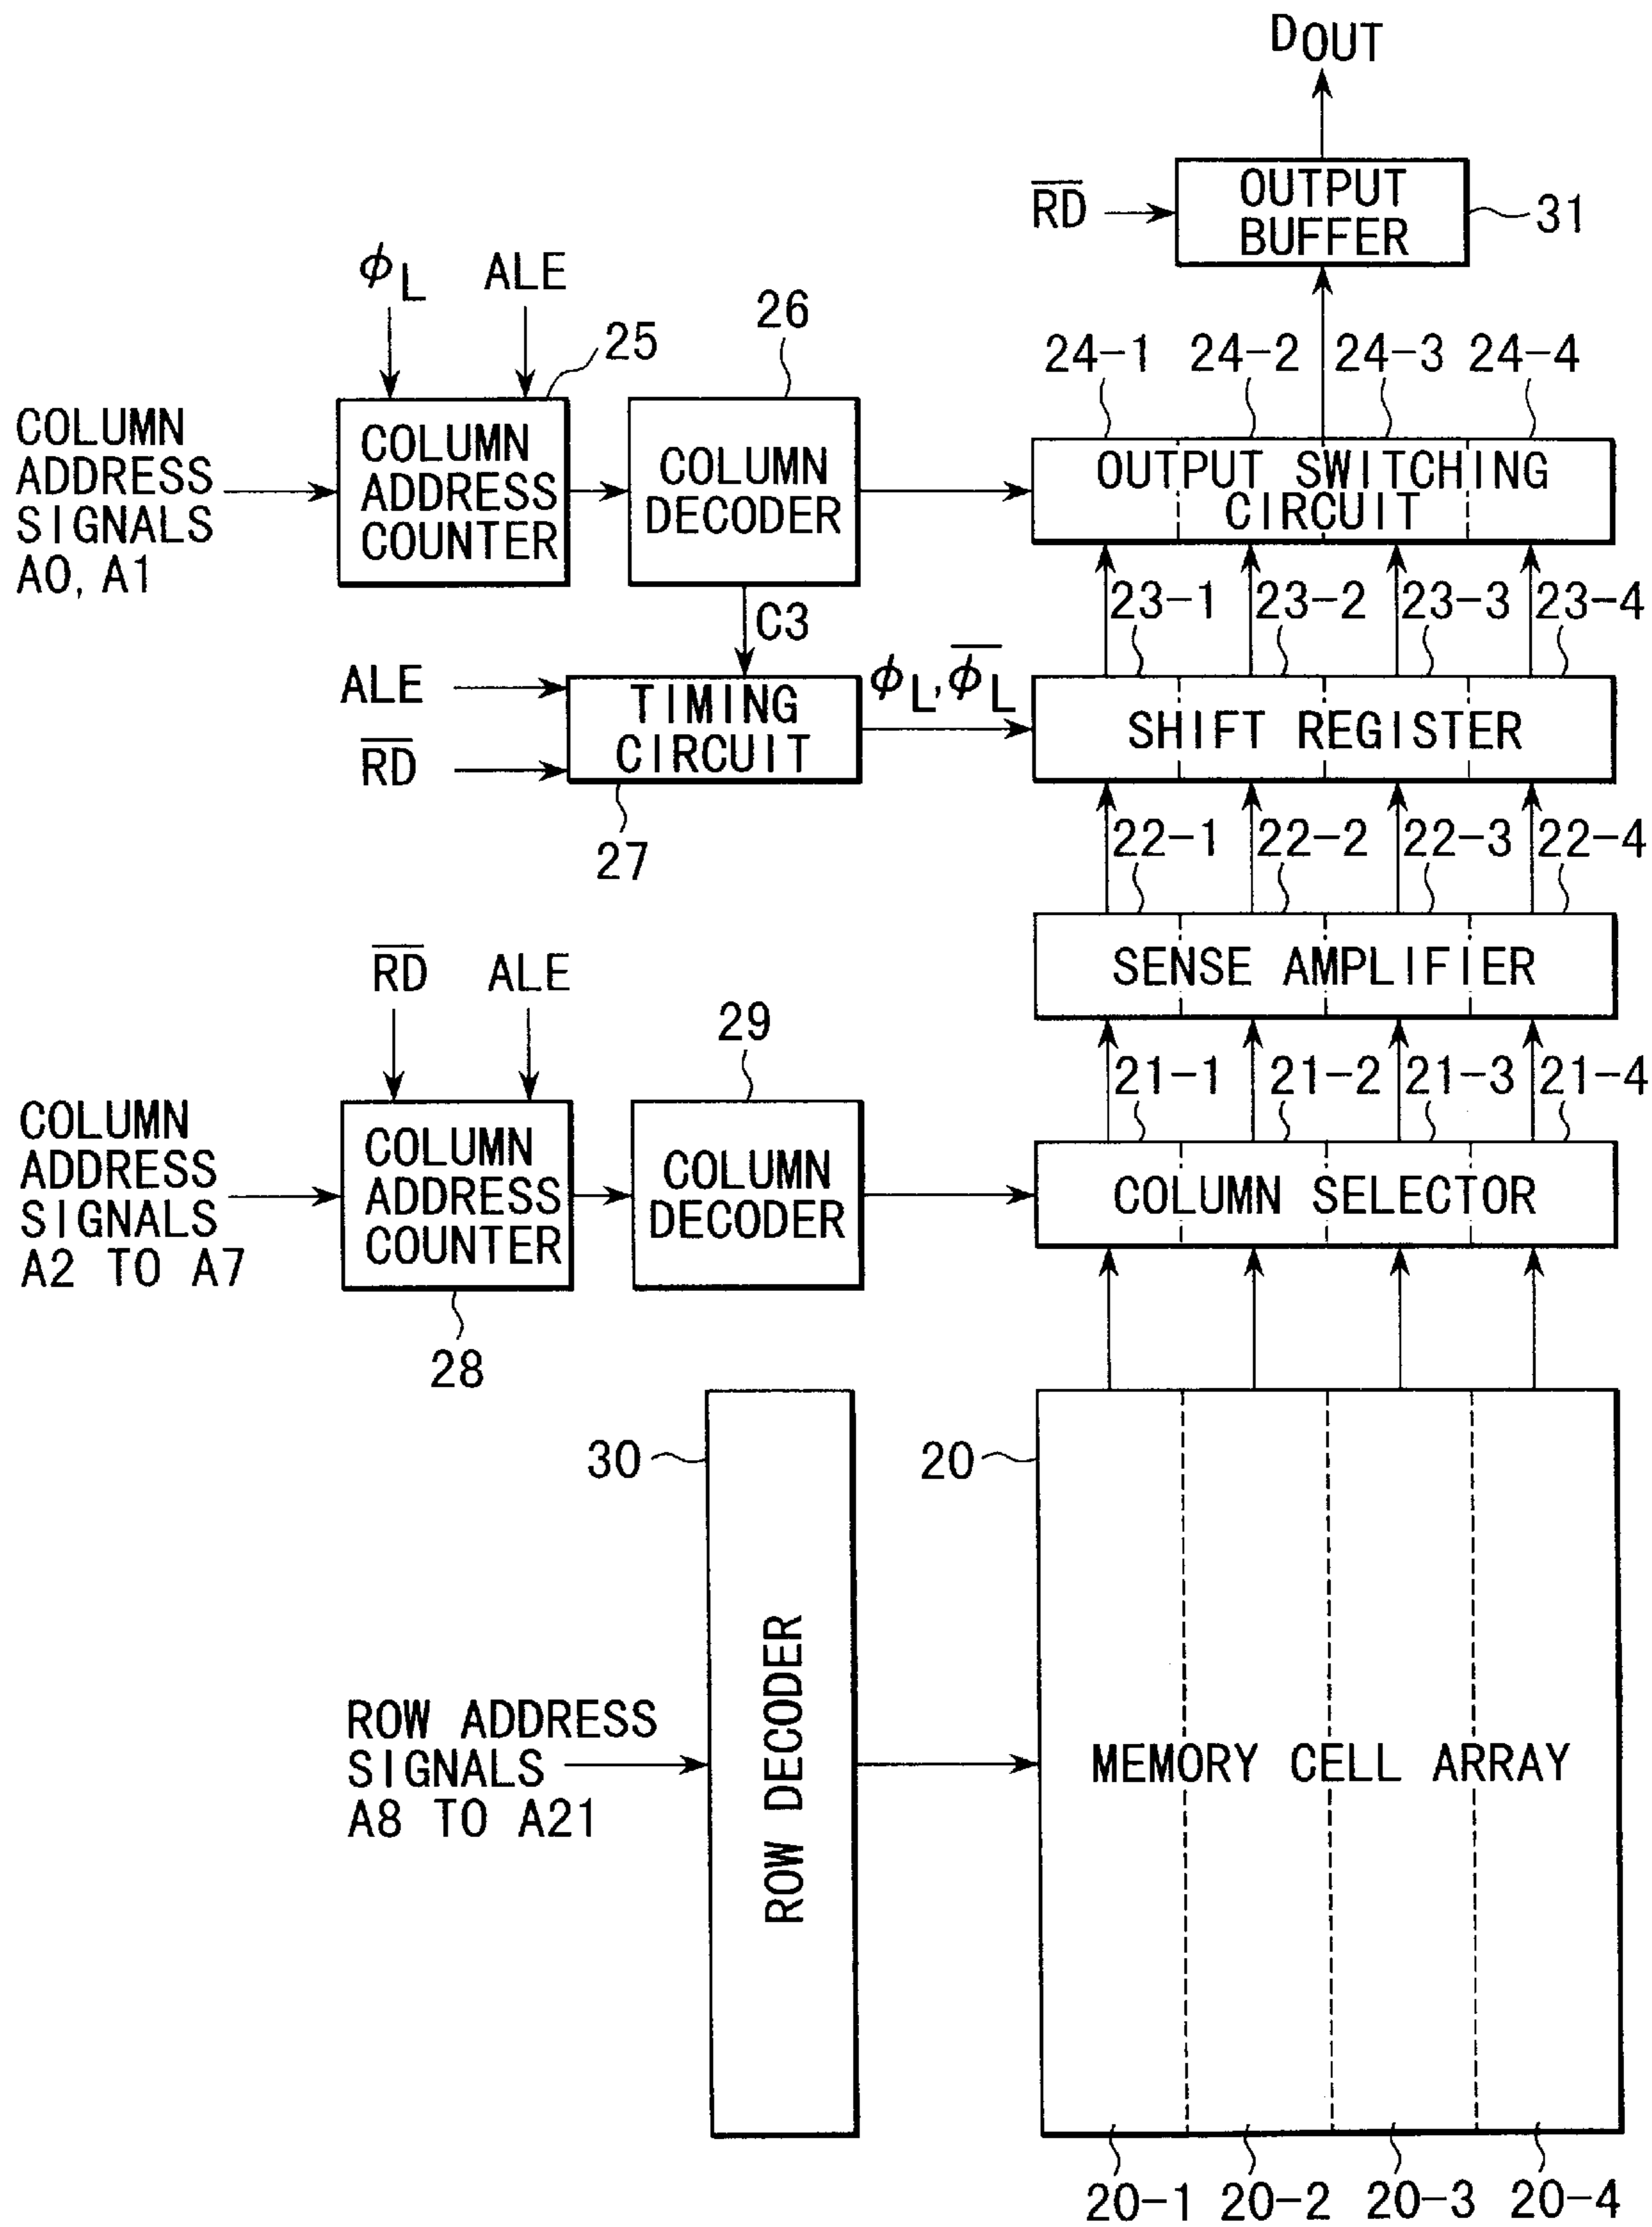 DOUT
RD
OUTPUT
BUFFER
31
ϕL
ALE
25
26
24-1
24-2
24-3
24-4
COLUMN
ADDRESS
SIGNALS
A0, A1
COLUMN
ADDRESS
COUNTER
COLUMN
DECODER
OUTPUT SWITCHING
CIRCUIT
C3
23-1
23-2
23-3
23-4
ALE
RD
TIMING
CIRCUIT
27
ϕL, ϕL
SHIFT REGISTER
22-1
22-2
22-3
22-4
SENSE AMPLIFIER
RD
ALE
29
21-1
21-2
21-3
21-4
COLUMN
ADDRESS
SIGNALS
A2 TO A7
COLUMN
ADDRESS
COUNTER
28
COLUMN
DECODER
COLUMN SELECTOR
30
20
ROW ADDRESS
SIGNALS
A8 TO A21
ROW DECODER
MEMORY CELL ARRAY
20-1
20-2
20-3
20-4